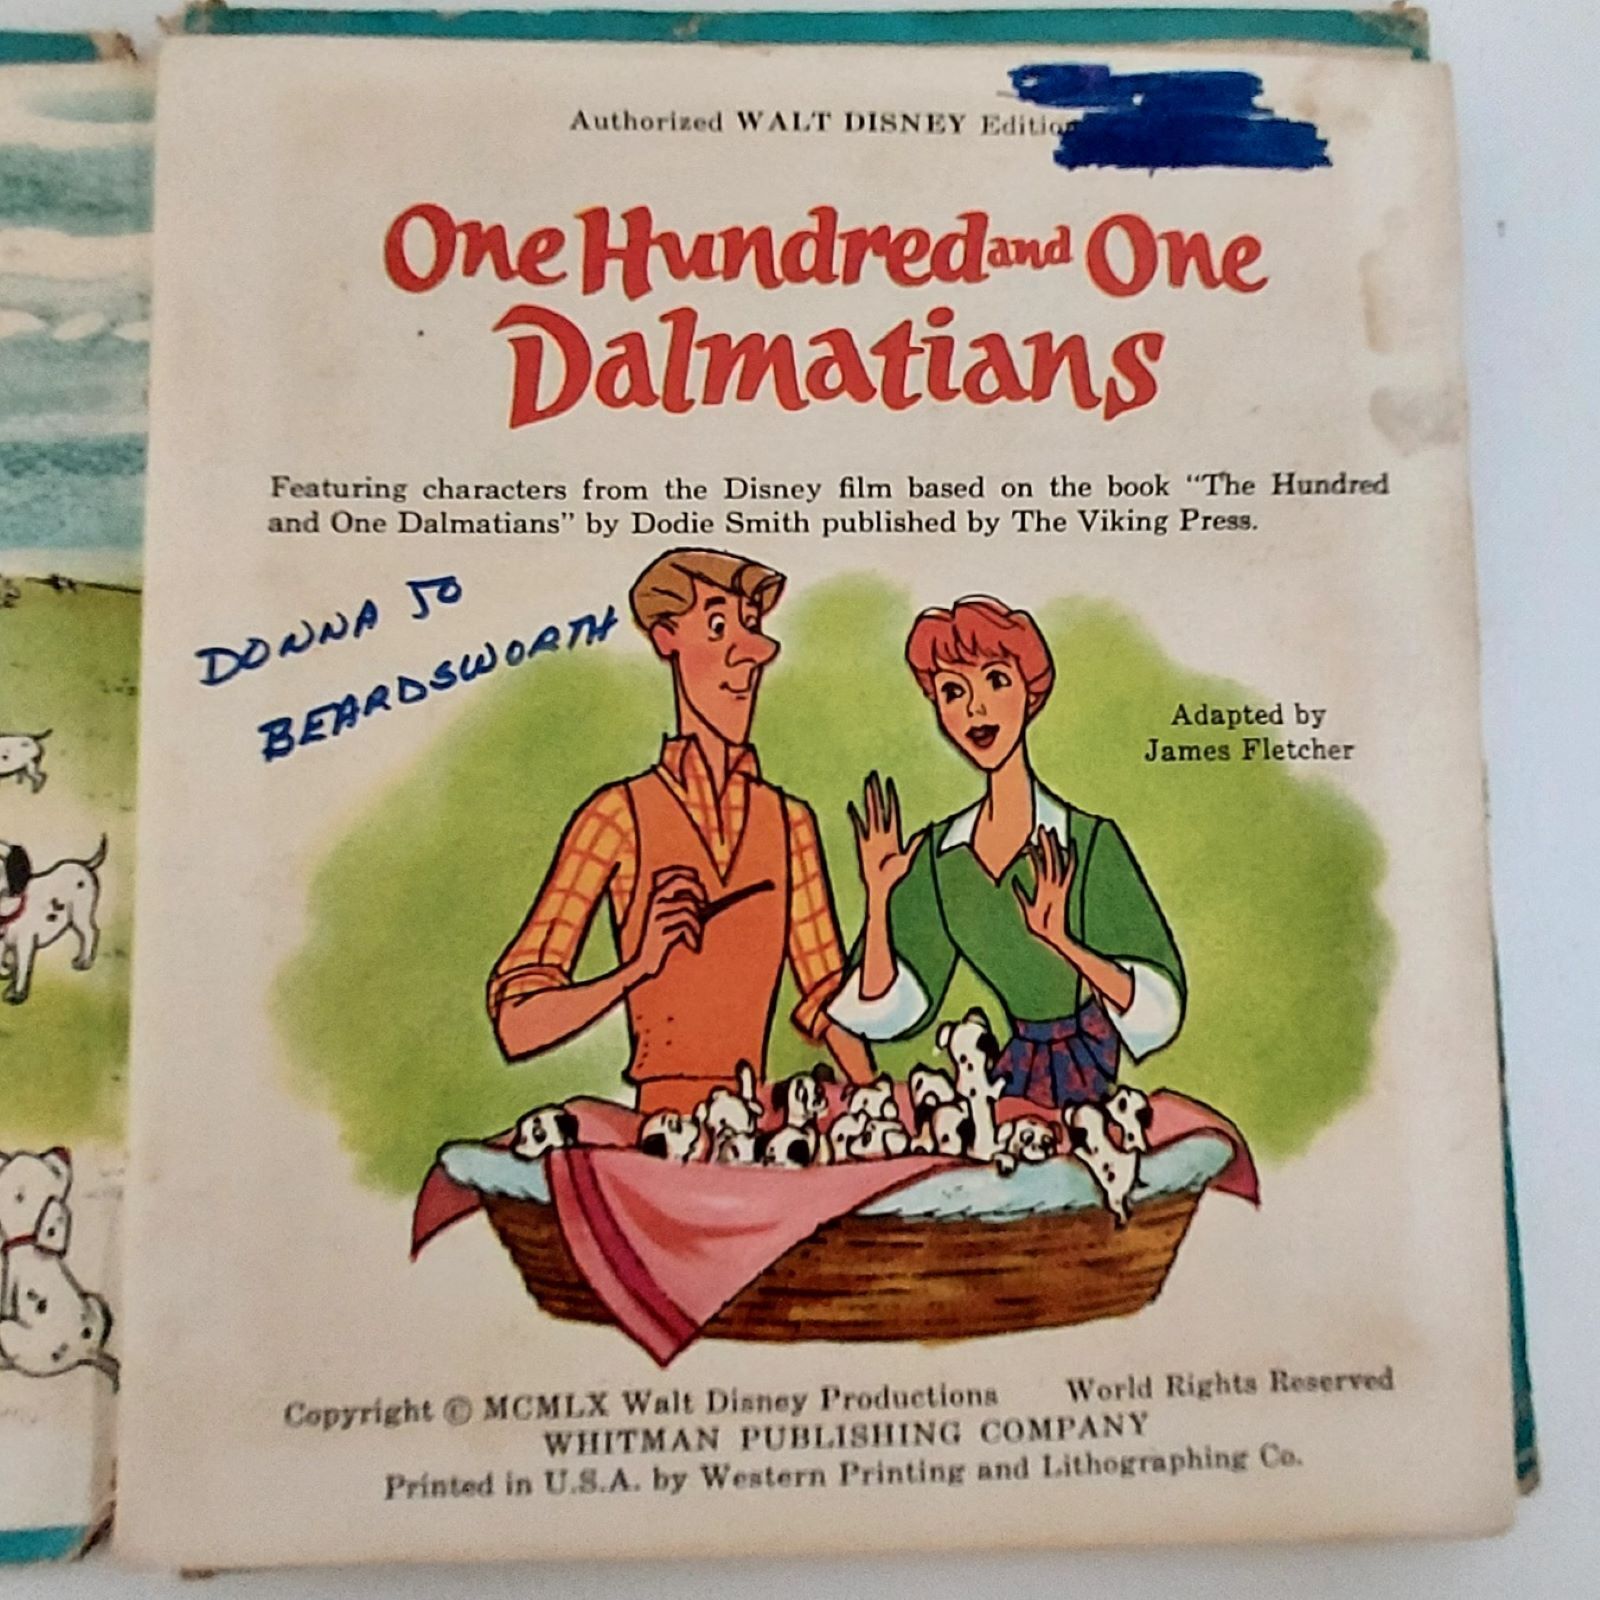 Authorized WALT DISNEY Edition
One Hundred and One
Dalmatians
Featuring characters from the Disney film based on the book “The Hundred
and One Dalmatians” by Dodie Smith published by The Viking Press.
DONNA JO
BEARDSWORTH
Adapted by
James Fletcher
Copyright © MCMLX Walt Disney Productions World Rights Reserved
WHITMAN PUBLISHING COMPANY
Printed in U.S.A. by Western Printing and Lithographing Co.